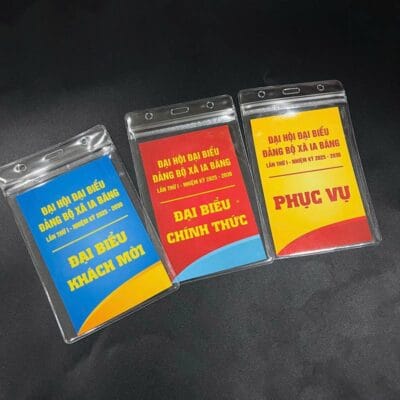 ĐẠI HỘI ĐẠI BIỂU
ĐẢNG BỘ XÃ IA BĂNG
LẦN THỨ I - NHIỆM KỲ 2025 - 2030
ĐẠI BIỂU
KHÁCH MỜI
ĐẠI HỘI ĐẠI BIỂU
ĐẢNG BỘ XÃ IA BĂNG
LẦN THỨ I - NHIỆM KỲ 2025 - 2030
ĐẠI BIỂU
CHÍNH THỨC
ĐẠI HỘI ĐẠI BIỂU
ĐẢNG BỘ XÃ IA BĂNG
LẦN THỨ I - NHIỆM KỲ 2025 - 2030
PHỤC VỤ